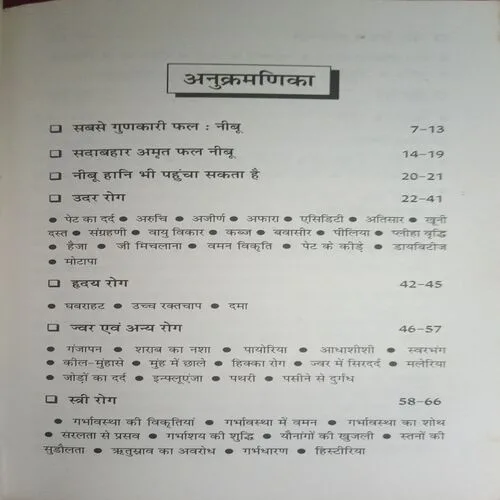 अनुक्रमणिका
❑ सबसे गुणकारी फल : नीबू 7–13
❑ सदाबहार अमृत फल नीबू 14–19
❑ नीबू हानि भी पहुंचा सकता है 20–21
❑ उदर रोग 22–41
● पेट का दर्द ● अरुचि ● अजीर्ण ● अफारा ● एसिडिटी ● अतिसार ● खूनी
दस्त ● संग्रहणी ● वायु विकार ● कब्ज ● बवासीर ● पीलिया ● प्लीहा वृद्धि
● हैजा ● जी मिचलाना ● वमन विकृति ● पेट के कीड़े ● डायबिटीज
● मोटापा
❑ हृदय रोग 42–45
● घबराहट ● उच्च रक्तचाप ● दमा
❑ ज्वर एवं अन्य रोग 46–57
● गंजापन ● शराब का नशा ● पायोरिया ● आधाशीशी ● स्वरभंग
● कील-मुंहासे ● मुंह में छाले ● हिक्का रोग ● ज्वर में सिरदर्द ● मलेरिया
● जोड़ों का दर्द ● इन्फ्लूएंजा ● पथरी ● पसीने से दुर्गंध
❑ स्त्री रोग 58–66
● गर्भावस्था की विकृतियां ● गर्भावस्था में वमन ● गर्भावस्था का शोथ
● सरलता से प्रसव ● गर्भाशय की शुद्धि ● यौनांगों की खुजली ● स्तनों की
सुडौलता ● ऋतुस्राव का अवरोध ● गर्भधारण ● हिस्टीरिया